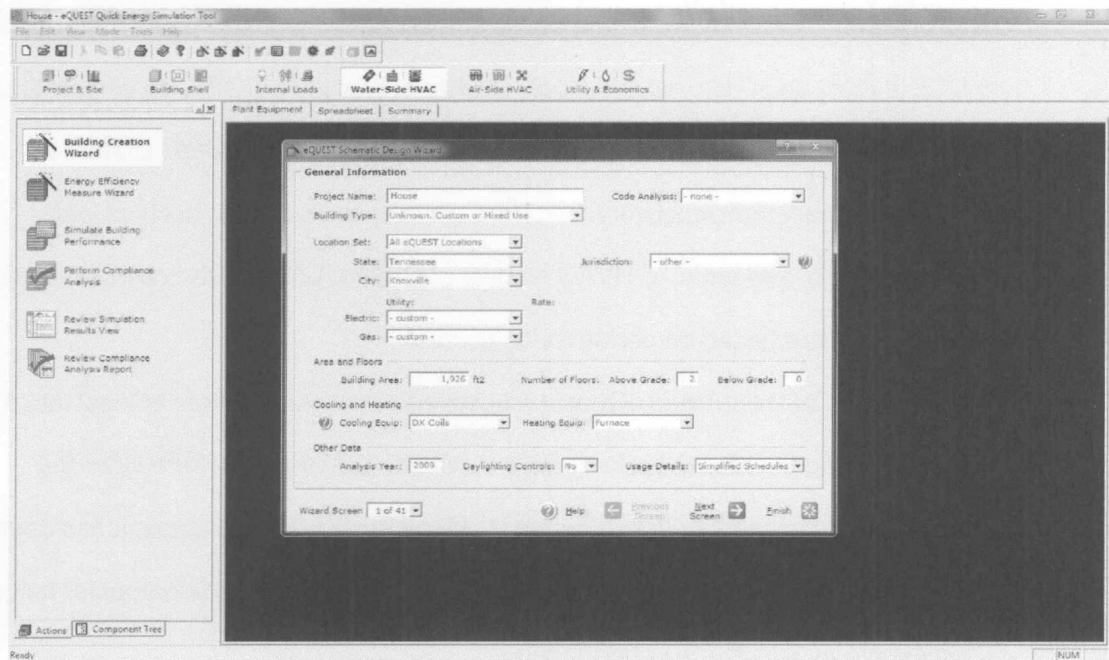 House - eQUEST Quick Energy Simulation Tool
File Edit View Mode Tools Help
Project & Site Building Shell Internal Loads Water-Side HVAC Air-Side HVAC Utility & Economics
Plant Equipment Spreadsheet Summary
Building Creation
Wizard
Energy Efficiency
Measure Wizard
Simulate Building
Performance
Perform Compliance
Analysis
Review Simulation
Results View
Review Compliance
Analysis Report
Actions Component Tree
Ready
NUM
eQUEST Schematic Design Wizard
General Information
Project Name: House Code Analysis: - none -
Building Type: Unknown, Custom or Mixed Use
Location Set: All eQUEST Locations
State: Tennessee Jurisdiction: - other -
City: Knoxville
Utility: Rate:
Electric: - custom -
Gas: - custom -
Area and Floors
Building Area: 1,926 ft2 Number of Floors: Above Grade: 2 Below Grade: 0
Cooling and Heating
Cooling Equip: DX Coils Heating Equip: Furnace
Other Data
Analysis Year: 2009 Daylighting Controls: No Usage Details: Simplified Schedules
Wizard Screen 1 of 41 Help Previous Screen Next Screen Finish